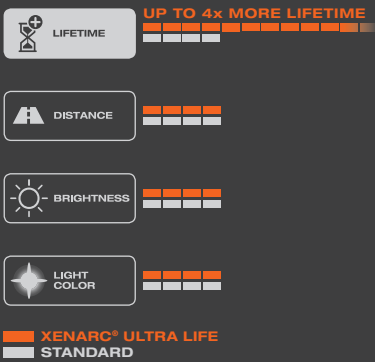 UP TO 4x MORE LIFETIME
LIFETIME
DISTANCE
BRIGHTNESS
LIGHT
COLOR
XENARC® ULTRA LIFE
STANDARD